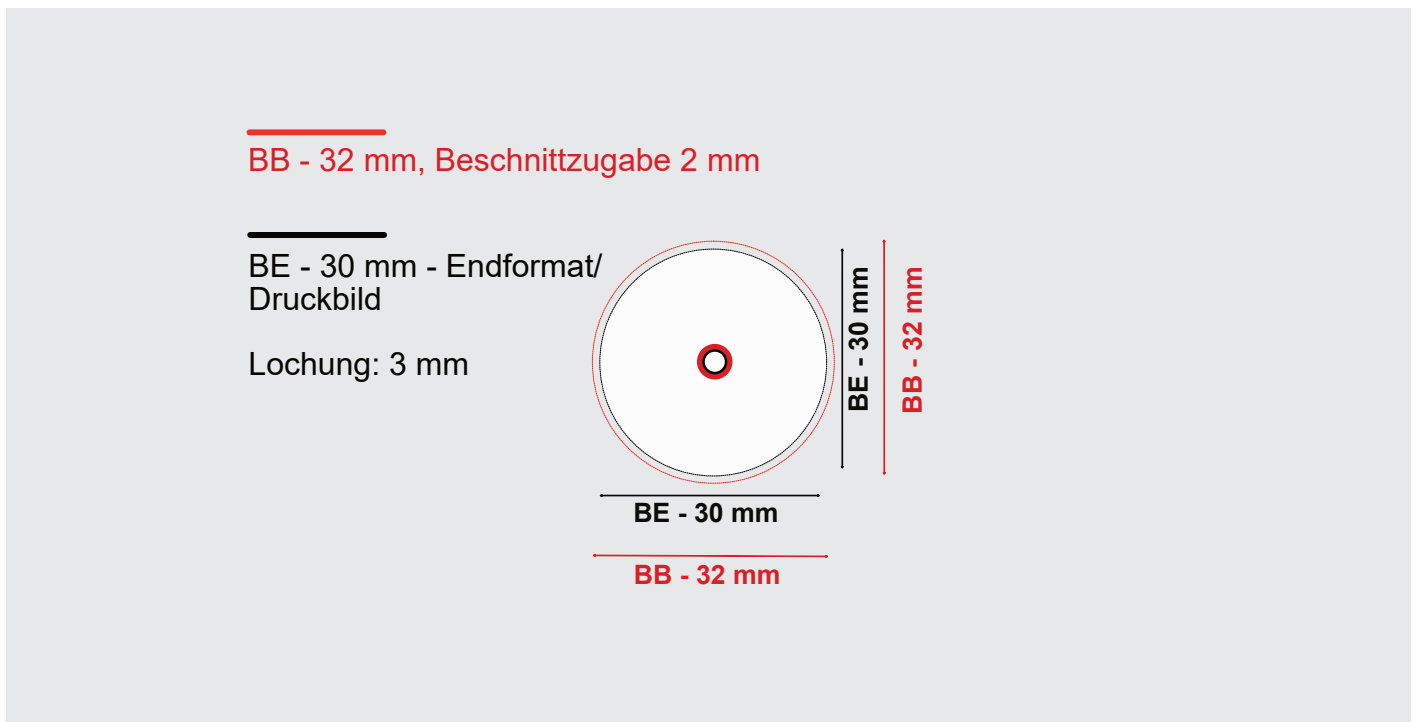 BB - 32 mm, Beschnittzugabe 2 mm
BE - 30 mm - Endformat/
Druckbild
Lochung: 3 mm
BE - 30 mm
BB - 32 mm
BE - 30 mm
BB - 32 mm